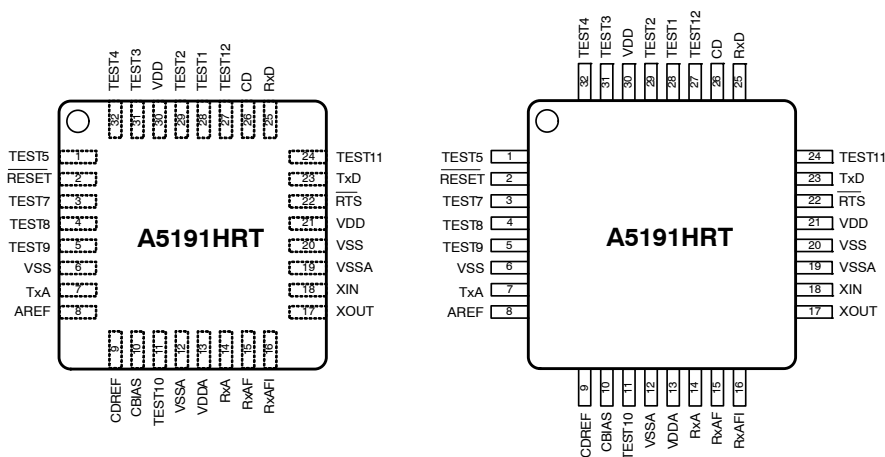 TEST4
TEST3
VDD
TEST2
TEST1
TEST12
CD
RxD
32
31
30
29
28
27
26
25
TEST5 1
RESET 2
TEST7 3
TEST8 4
TEST9 5
VSS 6
TxA 7
AREF 8
A5191HRT
24 TEST11
23 TxD
22 RTS
21 VDD
20 VSS
19 VSSA
18 XIN
17 XOUT
9
10
11
12
13
14
15
16
CDREF
CBIAS
TEST10
VSSA
VDDA
RxA
RxAF
RxAFI
TEST4
TEST3
VDD
TEST2
TEST1
TEST12
CD
RxD
32
31
30
29
28
27
26
25
TEST5 1
RESET 2
TEST7 3
TEST8 4
TEST9 5
VSS 6
TxA 7
AREF 8
A5191HRT
24 TEST11
23 TxD
22 RTS
21 VDD
20 VSS
19 VSSA
18 XIN
17 XOUT
9
10
11
12
13
14
15
16
CDREF
CBIAS
TEST10
VSSA
VDDA
RxA
RxAF
RxAFI